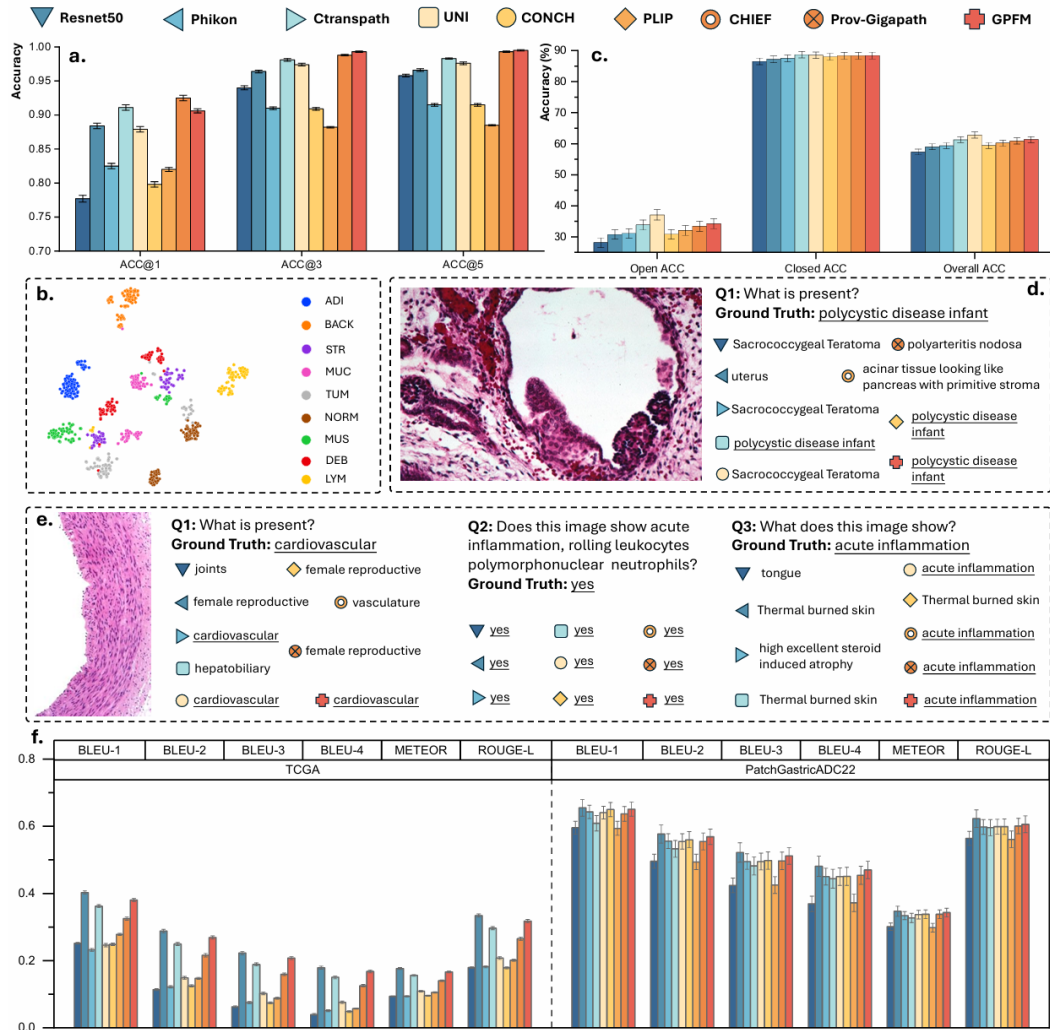 Resnet50 Phikon Ctranspath UNI CONCH PLIP CHIEF Prov-Gigapath GPFM
a.
Accuracy
1.00
0.95
0.90
0.85
0.80
0.75
0.70
ACC@1 ACC@3 ACC@5
c.
Accuracy (%)
90
80
70
60
50
40
30
Open ACC Closed ACC Overall ACC
b.
ADI
BACK
STR
MUC
TUM
NORM
MUS
DEB
LYM
d.
Q1: What is present?
Ground Truth: polycystic disease infant
Sacrococcygeal Teratoma
uterus
Sacrococcygeal Teratoma
polycystic disease infant
Sacrococcygeal Teratoma
polyarteritis nodosa
acinar tissue looking like
pancreas with primitive stroma
polycystic disease
infant
polycystic disease
infant
e.
Q1: What is present?
Ground Truth: cardiovascular
joints
female reproductive
cardiovascular
hepatobiliary
cardiovascular
female reproductive
vasculature
female reproductive
cardiovascular
Q2: Does this image show acute
inflammation, rolling leukocytes
polymorphonuclear neutrophils?
Ground Truth: yes
yes yes yes
yes yes yes
yes yes yes
Q3: What does this image show?
Ground Truth: acute inflammation
tongue
Thermal burned skin
high excellent steroid
induced atrophy
Thermal burned skin
acute inflammation
Thermal burned skin
acute inflammation
acute inflammation
acute inflammation
f.
BLEU-1 BLEU-2 BLEU-3 BLEU-4 METEOR ROUGE-L BLEU-1 BLEU-2 BLEU-3 BLEU-4 METEOR ROUGE-L
TCGA PatchGastricADC22
0.8
0.6
0.4
0.2
0.0